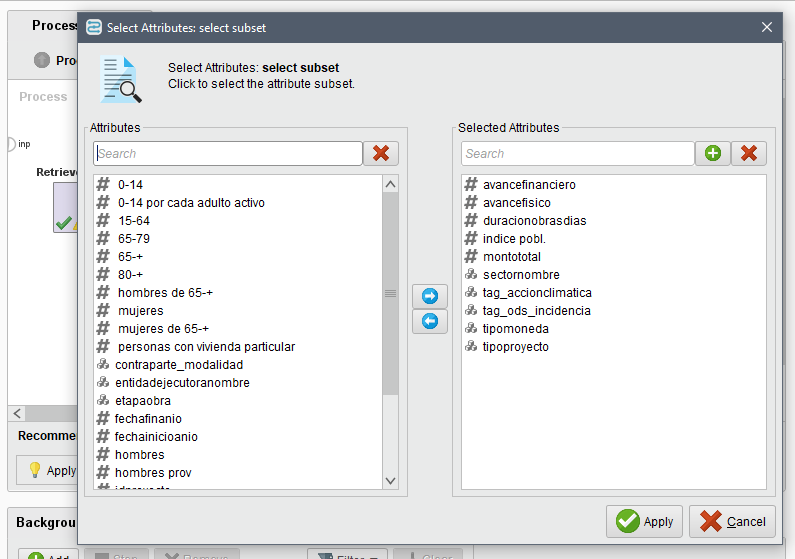 Process
Select Attributes: select subset
Pro
Process
inp
Retrieve
Select Attributes: select subset
Click to select the attribute subset.
Attributes
Search
0-14
0-14 por cada adulto activo
15-64
65-79
65-+
80-+
hombres de 65-+
mujeres
mujeres de 65-+
personas con vivienda particular
contraparte_modalidad
entidadejecutoranombre
etapaobra
fechafinanio
fechainicioanio
hombres
hombres prov
Selected Attributes
Search
avancefinanciero
avancefisico
duracionobrasdias
indice pobl.
montototal
sectornombre
tag_accionclimatica
tag_ods_incidencia
tipomoneda
tipoproyecto
Apply
Cancel
Recomme
Apply
Backgrou
Add
Stop
Remove
Filter
Clear